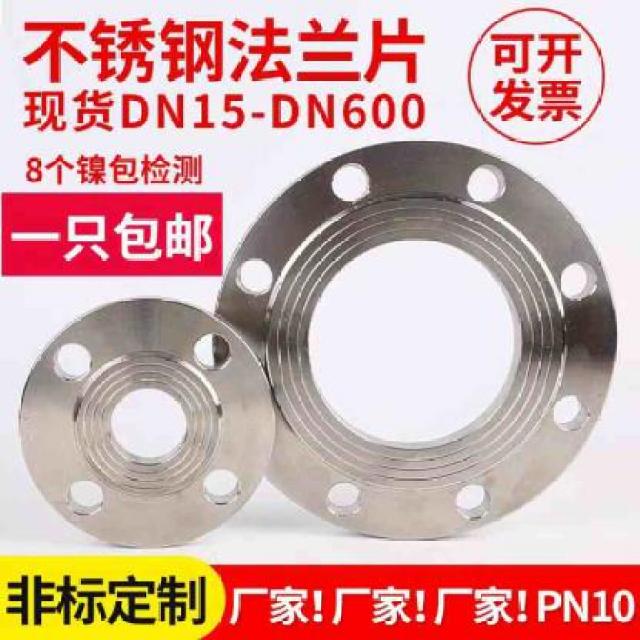 不锈钢法兰片
现货DN15-DN600
8个镍包检测
一只包邮
可开
发票
非标定制
厂家!厂家!厂家!PN10